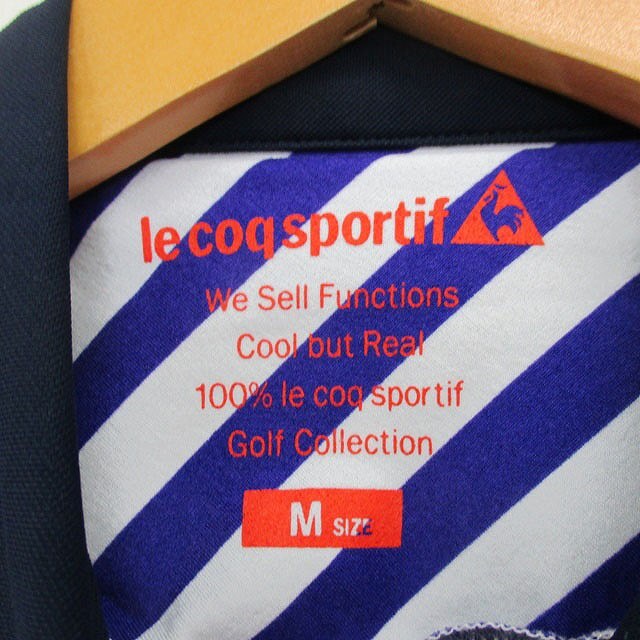 le coq sportif
We Sell Functions
Cool but Real
100% le coq sportif
Golf Collection
M SIZE